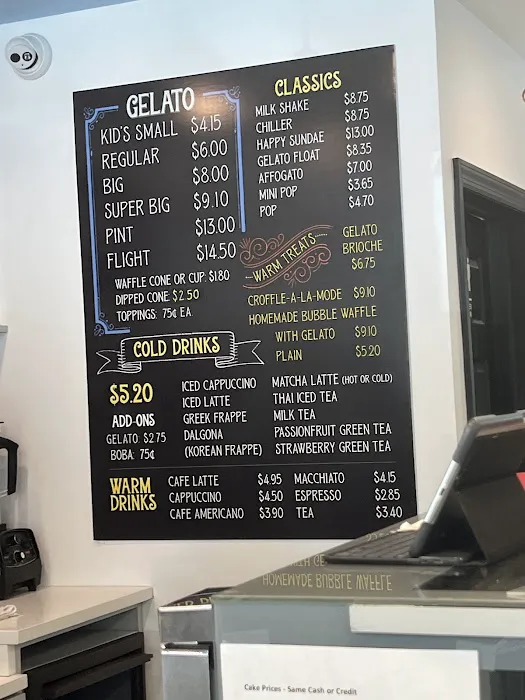 GELATO
KID'S SMALL $4.15
REGULAR $6.00
BIG $8.00
SUPER BIG $9.10
PINT $13.00
FLIGHT $14.50
WAFFLE CONE OR CUP: $1.80
DIPPED CONE: $2.50
TOPPINGS: 75¢ EA.
CLASSICS
MILK SHAKE $8.75
CHILLER $8.75
HAPPY SUNDAE $13.00
GELATO FLOAT $8.35
AFFOGATO $7.00
MINI POP $3.65
POP $4.70
WARM TREATS
GELATO
BRIOCHE
$6.75
CROFFLE-A-LA-MODE $9.10
HOMEMADE BUBBLE WAFFLE
WITH GELATO $9.10
PLAIN $5.20
COLD DRINKS
$5.20
ADD-ONS
GELATO: $2.75
BOBA: 75¢
ICED CAPPUCCINO
ICED LATTE
GREEK FRAPPE
DALGONA
(KOREAN FRAPPE)
MATCHA LATTE (HOT OR COLD)
THAI ICED TEA
MILK TEA
PASSIONFRUIT GREEN TEA
STRAWBERRY GREEN TEA
WARM
DRINKS
CAFE LATTE $4.95
CAPPUCCINO $4.50
CAFE AMERICANO $3.90
MACCHIATO $4.15
ESPRESSO $2.85
TEA $3.40
HOMEMADE BUBBLE WAFFLE
Cake Prices - Same Cash or Credit